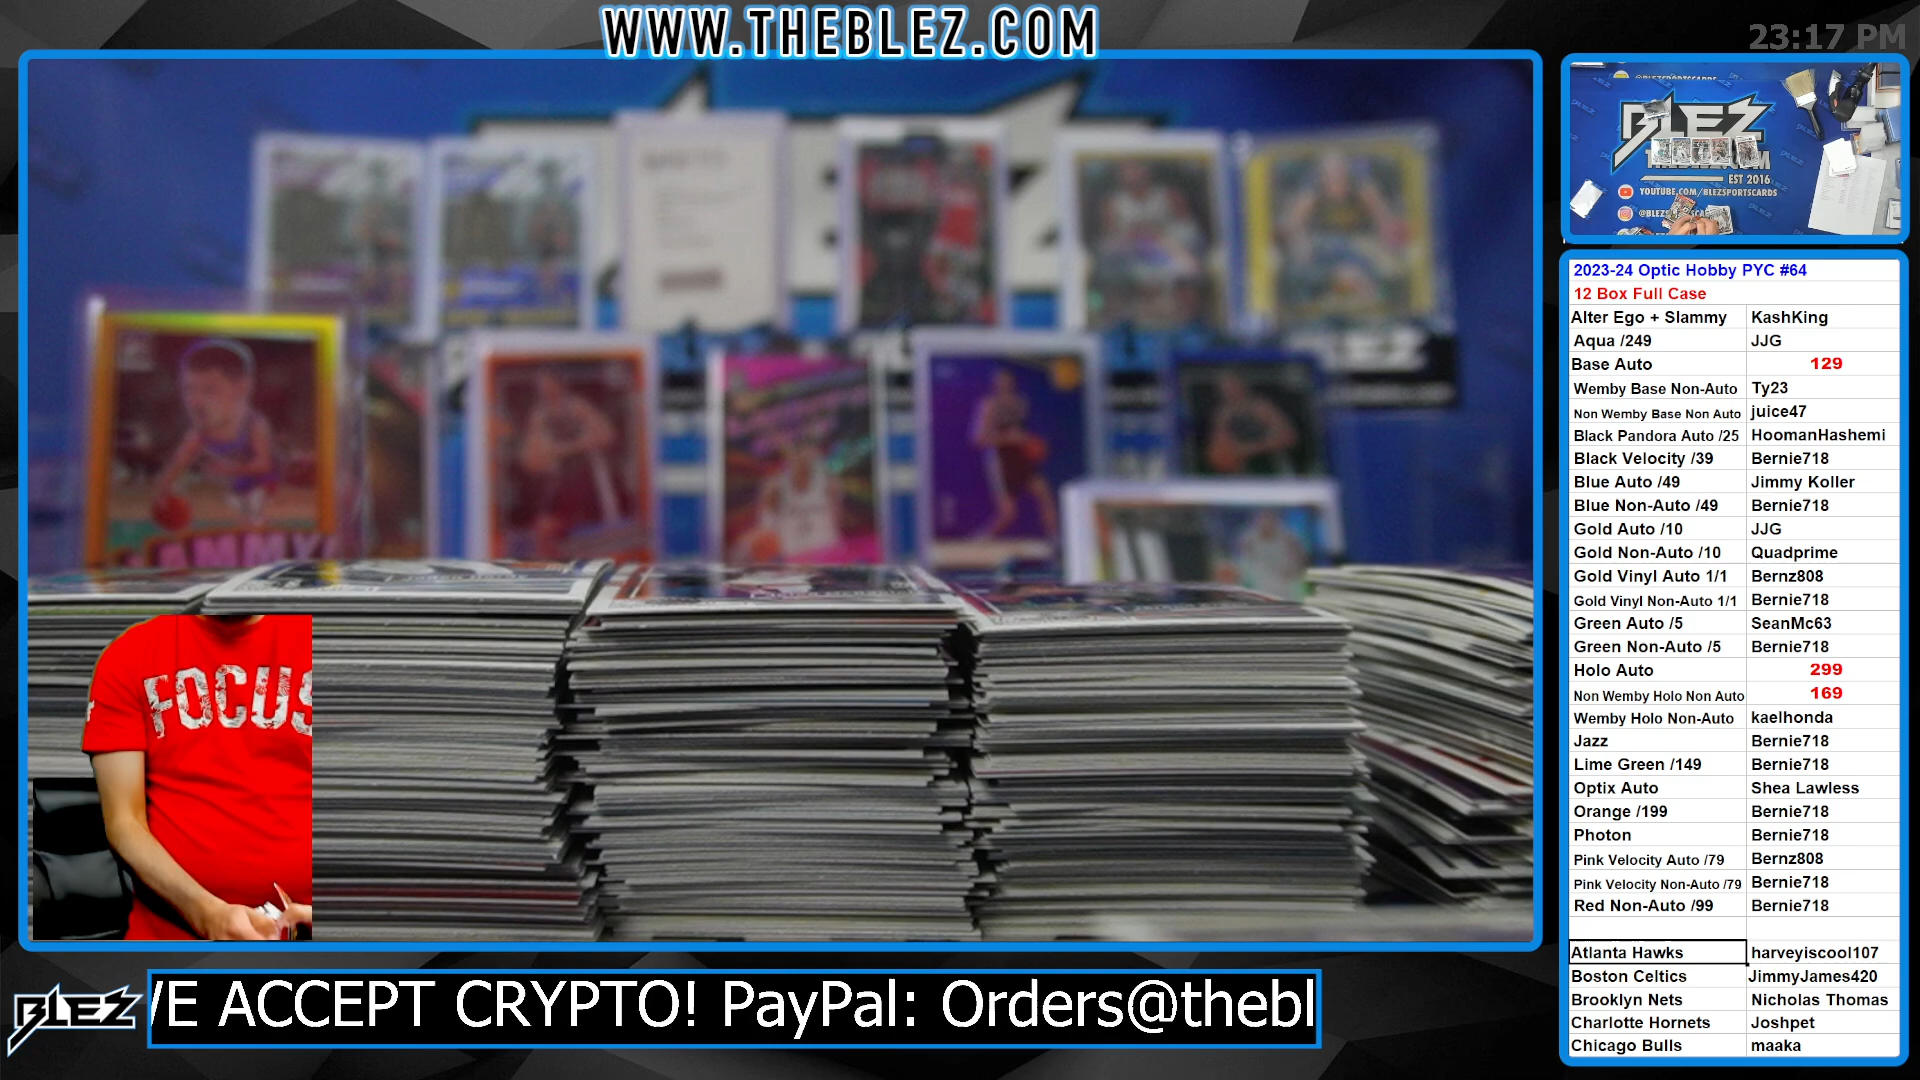 WWW.THEBLEZ.COM
23:17 PM
BLEZ
EST 2016
YOUTUBE.COM/BLEZSPORTSCARDS
2023-24 Optic Hobby PYC #64
12 Box Full Case
Alter Ego + Slammy KashKing
Aqua /249 JJG
Base Auto 129
Wemby Base Non-Auto Ty23
Non Wemby Base Non Auto juice47
Black Pandora Auto /25 HoomanHashemi
Black Velocity /39 Bernie718
Blue Auto /49 Jimmy Koller
Blue Non-Auto /49 Bernie718
Gold Auto /10 JJG
Gold Non-Auto /10 Quadprime
Gold Vinyl Auto 1/1 Bernz808
Gold Vinyl Non-Auto 1/1 Bernie718
Green Auto /5 SeanMc63
Green Non-Auto /5 Bernie718
Holo Auto 299
Non Wemby Holo Non Auto 169
Wemby Holo Non-Auto kaelhonda
Jazz Bernie718
Lime Green /149 Bernie718
Optix Auto Shea Lawless
Orange /199 Bernie718
Photon Bernie718
Pink Velocity Auto /79 Bernz808
Pink Velocity Non-Auto /79 Bernie718
Red Non-Auto /99 Bernie718
Atlanta Hawks harveyiscool107
Boston Celtics JimmyJames420
Brooklyn Nets Nicholas Thomas
Charlotte Hornets Joshpet
Chicago Bulls maaka
FOCUS
BLEZ
WE ACCEPT CRYPTO! PayPal: Orders@thebl